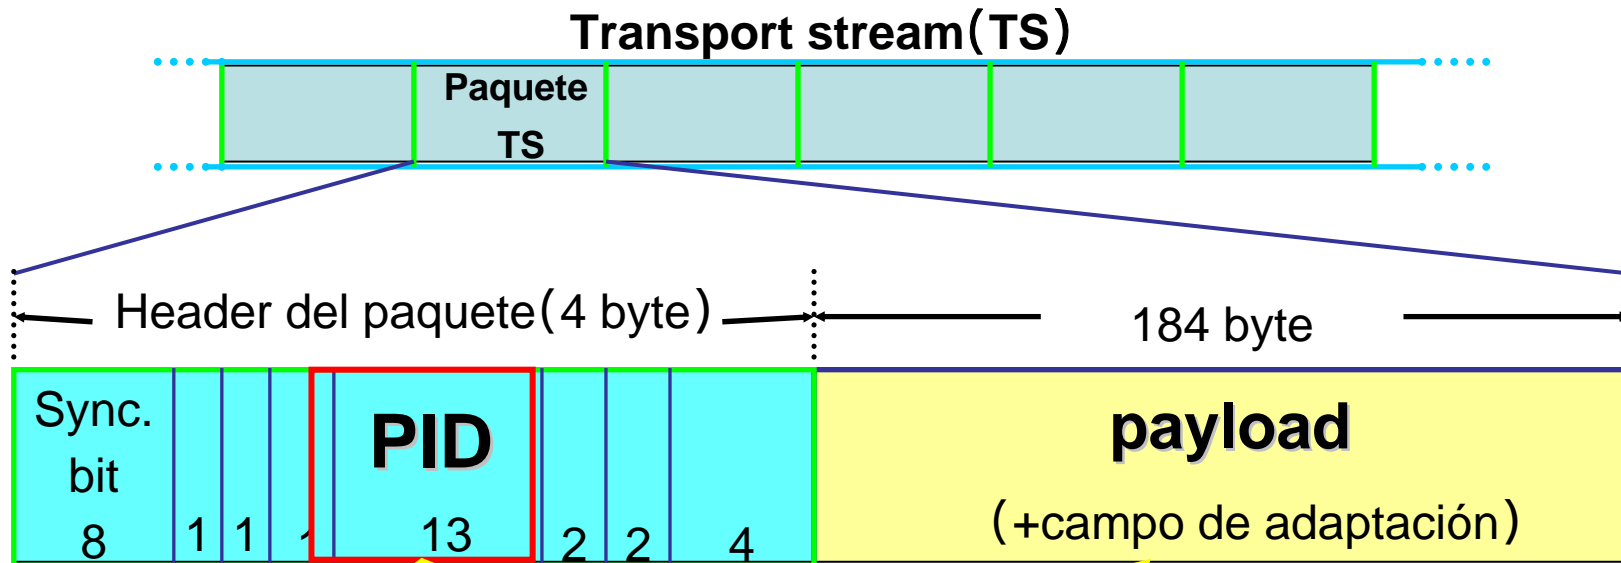 Transport stream(TS)
Paquete
TS
Header del paquete(4 byte)
184 byte
Sync.
bit
8
1
1
1
PID
13
2
2
4
payload
(+campo de adaptación)